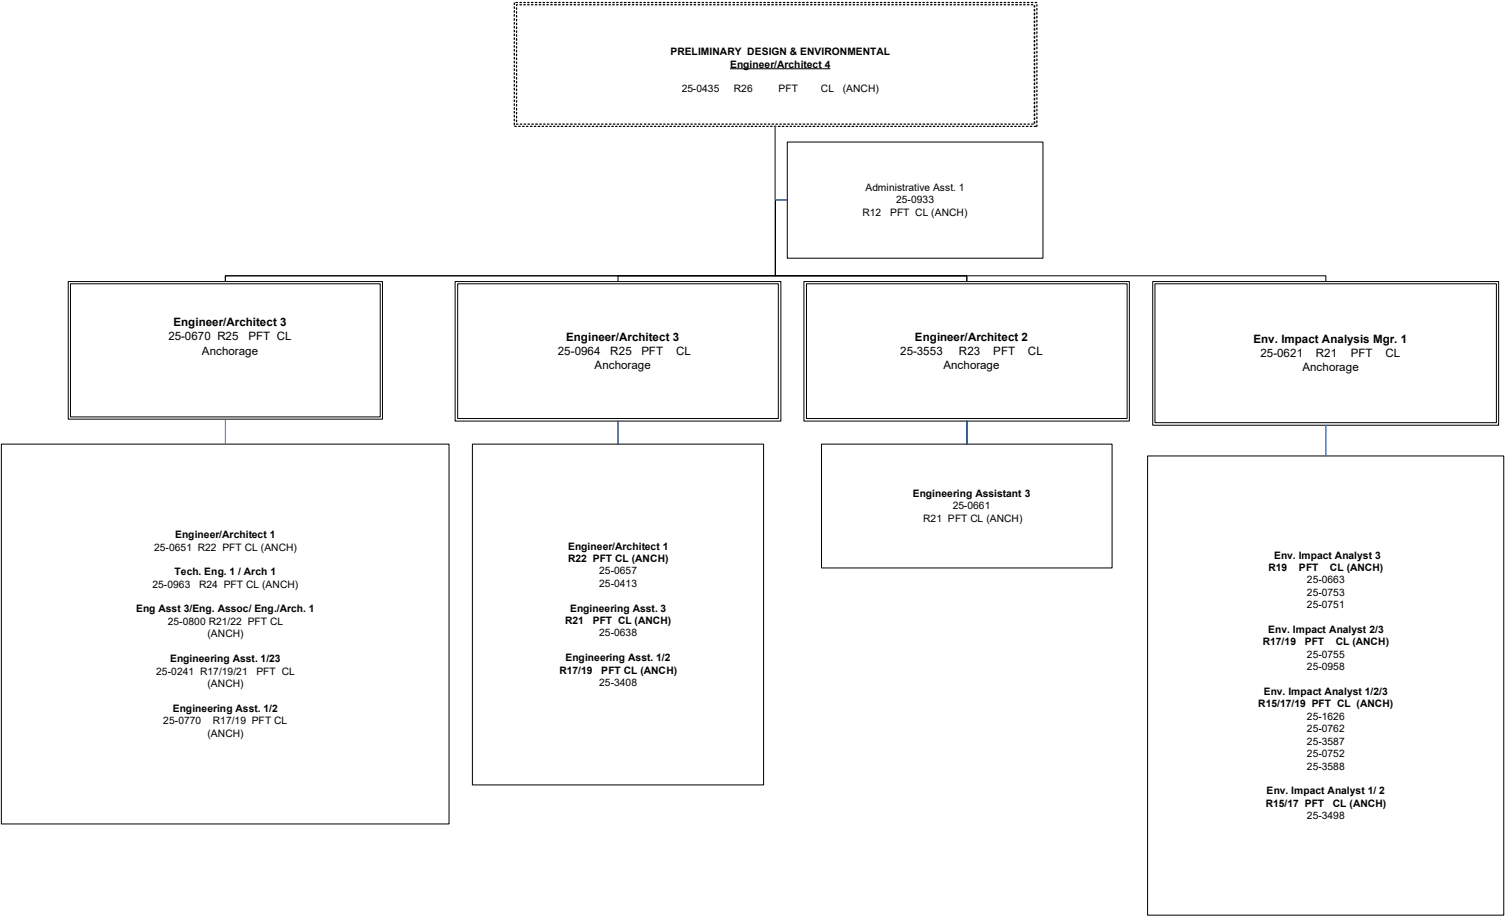 PRELIMINARY DESIGN & ENVIRONMENTAL
Engineer/Architect 4
25-0435 R26 PFT CL (ANCH)
Administrative Asst. 1
25-0933
R12 PFT CL (ANCH)
Engineer/Architect 3
25-0670 R25 PFT CL
Anchorage
Engineer/Architect 3
25-0964 R25 PFT CL
Anchorage
Engineer/Architect 2
25-3553 R23 PFT CL
Anchorage
Env. Impact Analysis Mgr. 1
25-0621 R21 PFT CL
Anchorage
Engineer/Architect 1
25-0651 R22 PFT CL (ANCH)
Tech. Eng. 1 / Arch 1
25-0963 R24 PFT CL (ANCH)
Eng Asst 3/Eng. Assoc/ Eng./Arch. 1
25-0800 R21/22 PFT CL
(ANCH)
Engineering Asst. 1/23
25-0241 R17/19/21 PFT CL
(ANCH)
Engineering Asst. 1/2
25-0770 R17/19 PFT CL
(ANCH)
Engineer/Architect 1
R22 PFT CL (ANCH)
25-0657
25-0413
Engineering Asst. 3
R21 PFT CL (ANCH)
25-0638
Engineering Asst. 1/2
R17/19 PFT CL (ANCH)
25-3408
Engineering Assistant 3
25-0661
R21 PFT CL (ANCH)
Env. Impact Analyst 3
R19 PFT CL (ANCH)
25-0663
25-0753
25-0751
Env. Impact Analyst 2/3
R17/19 PFT CL (ANCH)
25-0755
25-0958
Env. Impact Analyst 1/2/3
R15/17/19 PFT CL (ANCH)
25-1626
25-0762
25-3587
25-0752
25-3588
Env. Impact Analyst 1/ 2
R15/17 PFT CL (ANCH)
25-3498